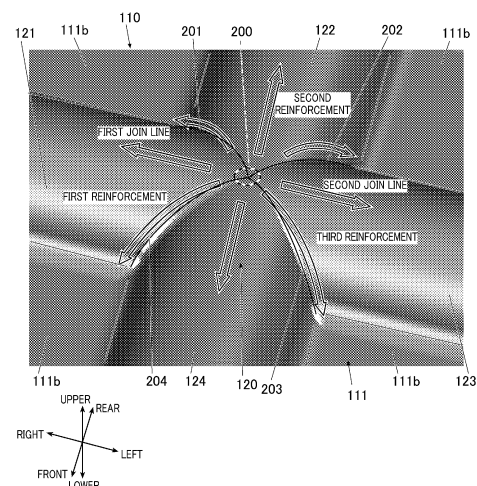 121 111b 110 201 200 122 202 111b
SECOND
REINFORCEMENT
FIRST JOIN LINE
SECOND JOIN LINE
FIRST REINFORCEMENT
THIRD REINFORCEMENT
111b 204 124 120 203 111 111b 123
UPPER
REAR
RIGHT
LEFT
FRONT
LOWER